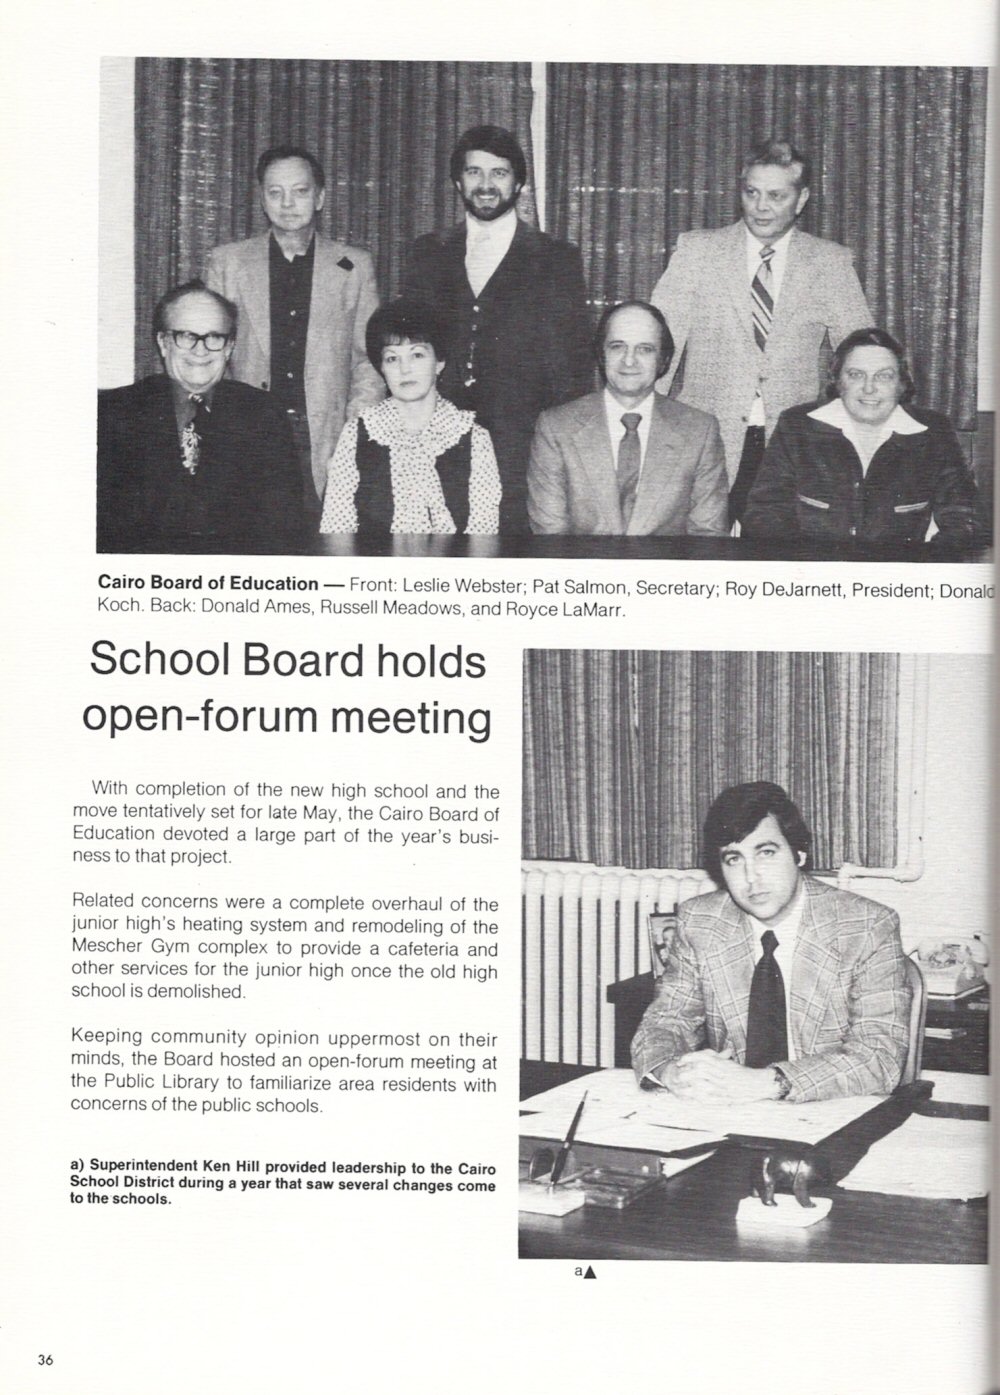 Cairo Board of Education — Front: Leslie Webster; Pat Salmon, Secretary; Roy DeJarnett, President; Donald
Koch. Back: Donald Ames, Russell Meadows, and Royce LaMarr.
School Board holds
open-forum meeting
With completion of the new high school and the
move tentatively set for late May, the Cairo Board of
Education devoted a large part of the year's busi-
ness to that project.
Related concerns were a complete overhaul of the
junior high's heating system and remodeling of the
Mescher Gym complex to provide a cafeteria and
other services for the junior high once the old high
school is demolished.
Keeping community opinion uppermost on their
minds, the Board hosted an open-forum meeting at
the Public Library to familiarize area residents with
concerns of the public schools.
a) Superintendent Ken Hill provided leadership to the Cairo
School District during a year that saw several changes come
to the schools.
a▲
36